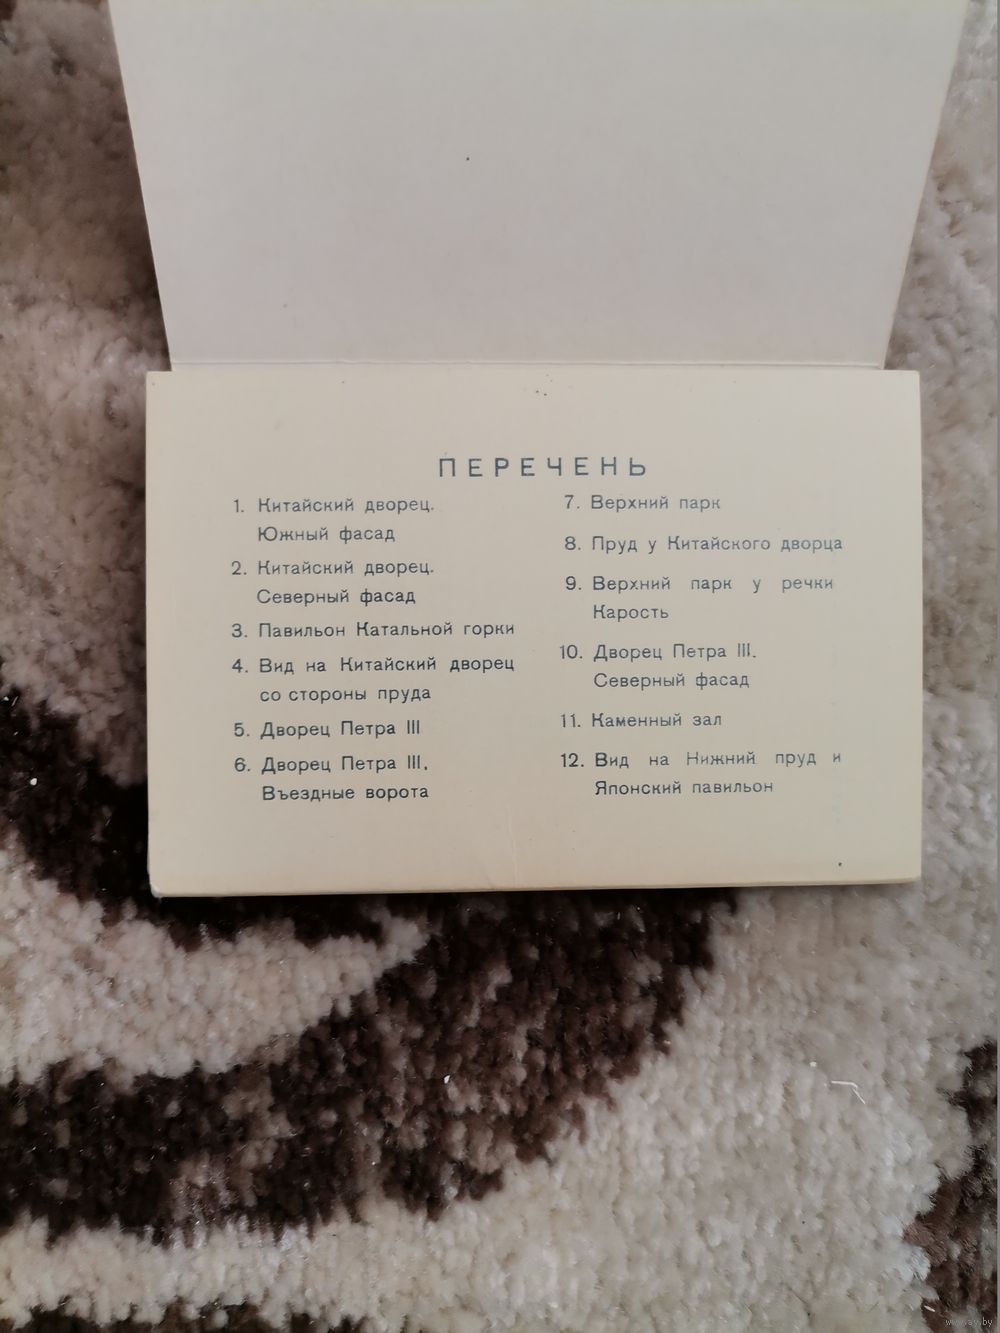 ПЕРЕЧЕНЬ
1. Китайский дворец.
Южный фасад
2. Китайский дворец.
Северный фасад
3. Павильон Катальной горки
4. Вид на Китайский дворец
со стороны пруда
5. Дворец Петра III
6. Дворец Петра III.
Въездные ворота
7. Верхний парк
8. Пруд у Китайского дворца
9. Верхний парк у речки
Карость
10. Дворец Петра III.
Северный фасад
11. Каменный зал
12. Вид на Нижний пруд и
Японский павильон
www.ay.by